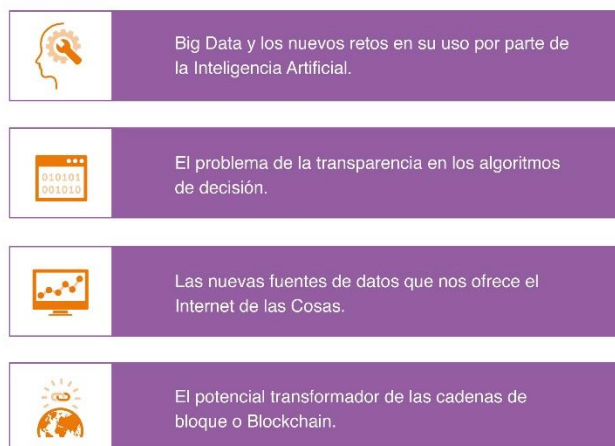 Big Data y los nuevos retos en su uso por parte de
la Inteligencia Artificial.
010101
001010
El problema de la transparencia en los algoritmos
de decisión.
Las nuevas fuentes de datos que nos ofrece el
Internet de las Cosas.
El potencial transformador de las cadenas de
bloque o Blockchain.